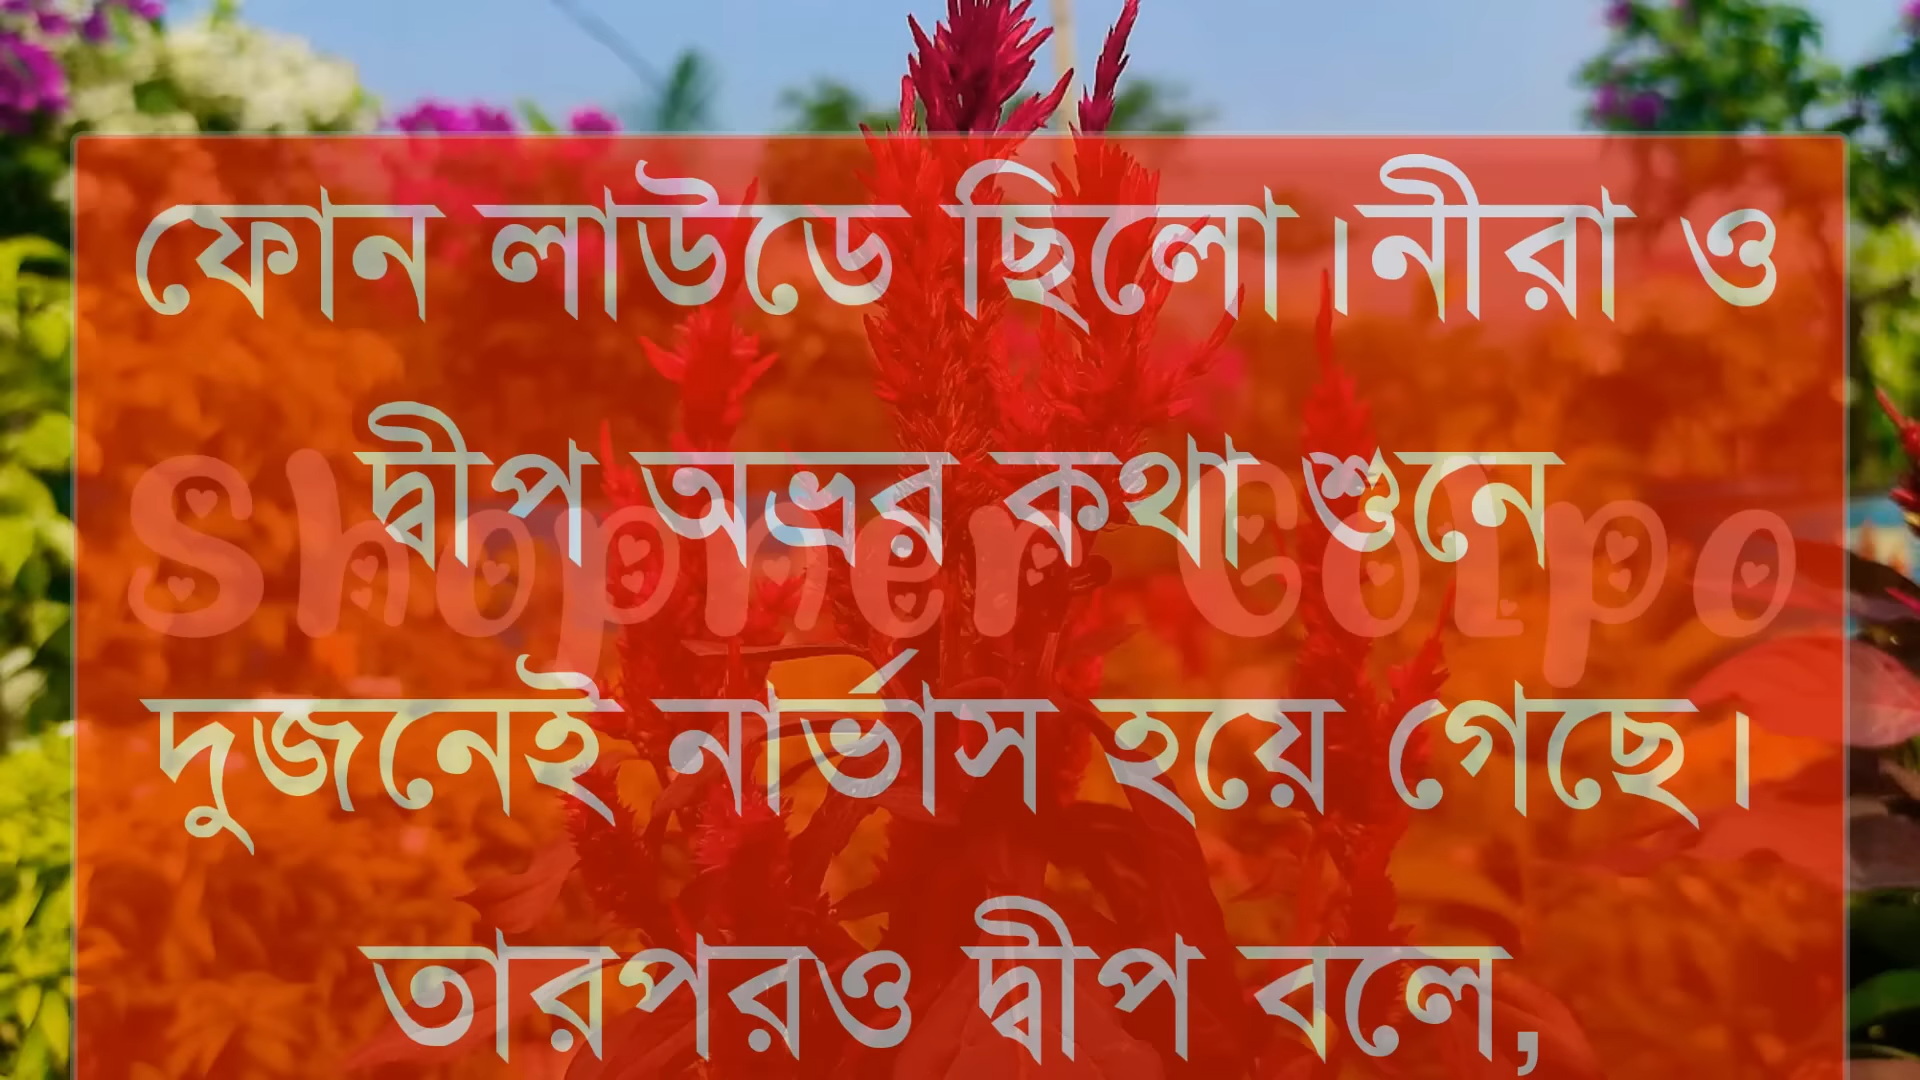 ফোন লাউডে ছিলো।নীরা ও
দ্বীপ অভ্রর কথা শুনে
Shopner Golpo
দুজনেই নার্ভাস হয়ে গেছে।
তারপরও দ্বীপ বলে,